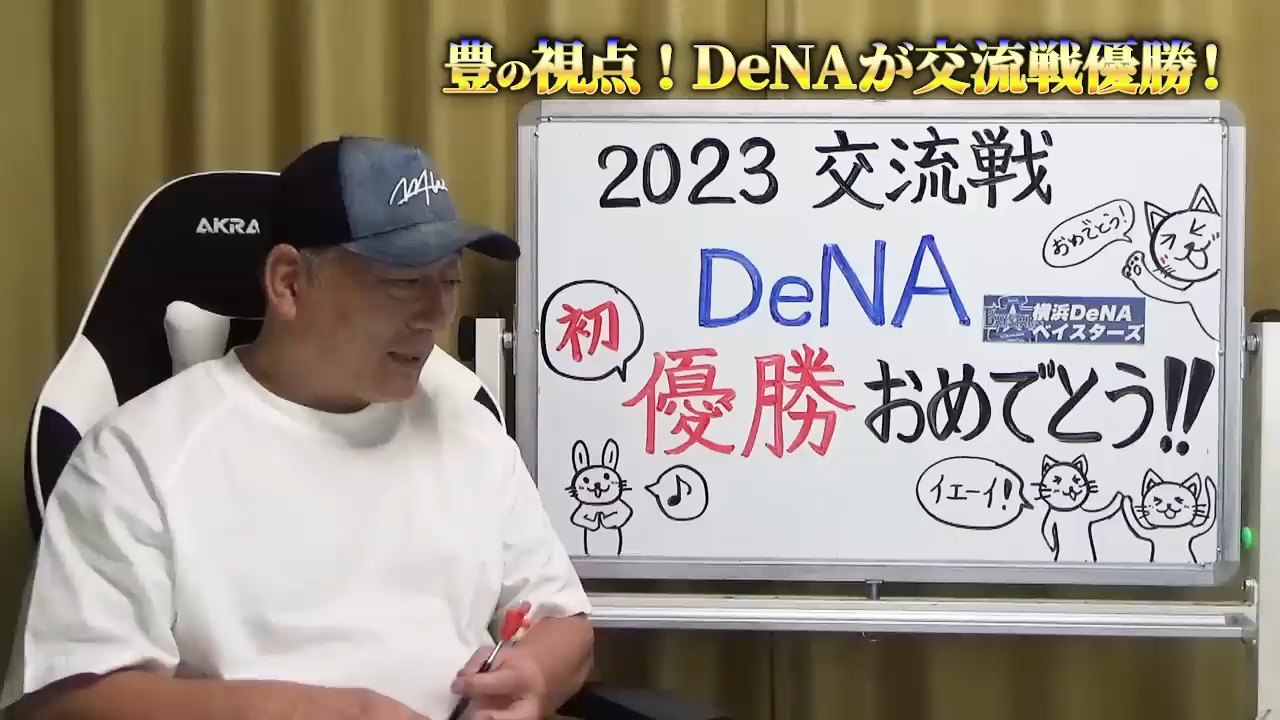 豊の視点！DeNAが交流戦優勝！
AKRA
2023 交流戦
おめでとう！
DeNA
横浜DeNA
ベイスターズ
初
優勝おめでとう!!
♪
イエーイ！